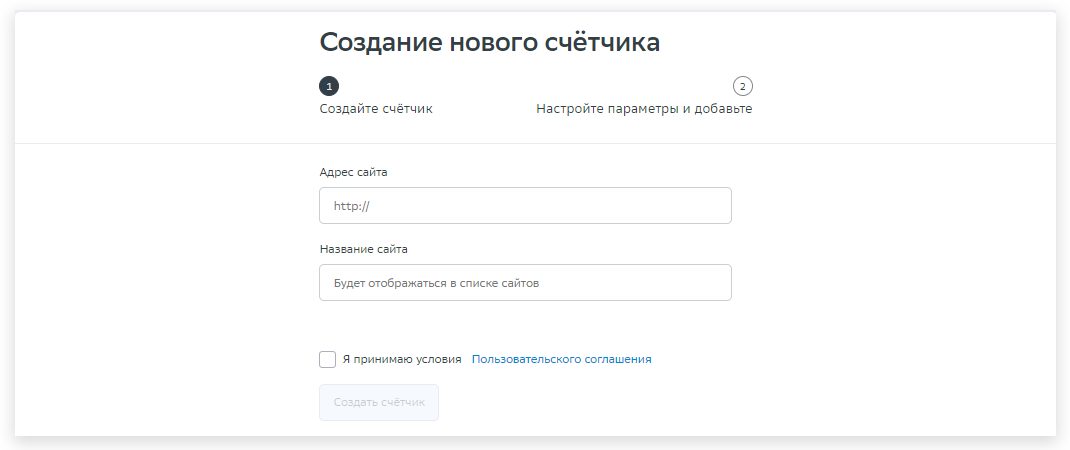 Создание нового счётчика
1
2
Создайте счётчик
Настройте параметры и добавьте
Адрес сайта
http://
Название сайта
Будет отображаться в списке сайтов
Я принимаю условия Пользовательского соглашения
Создать счётчик